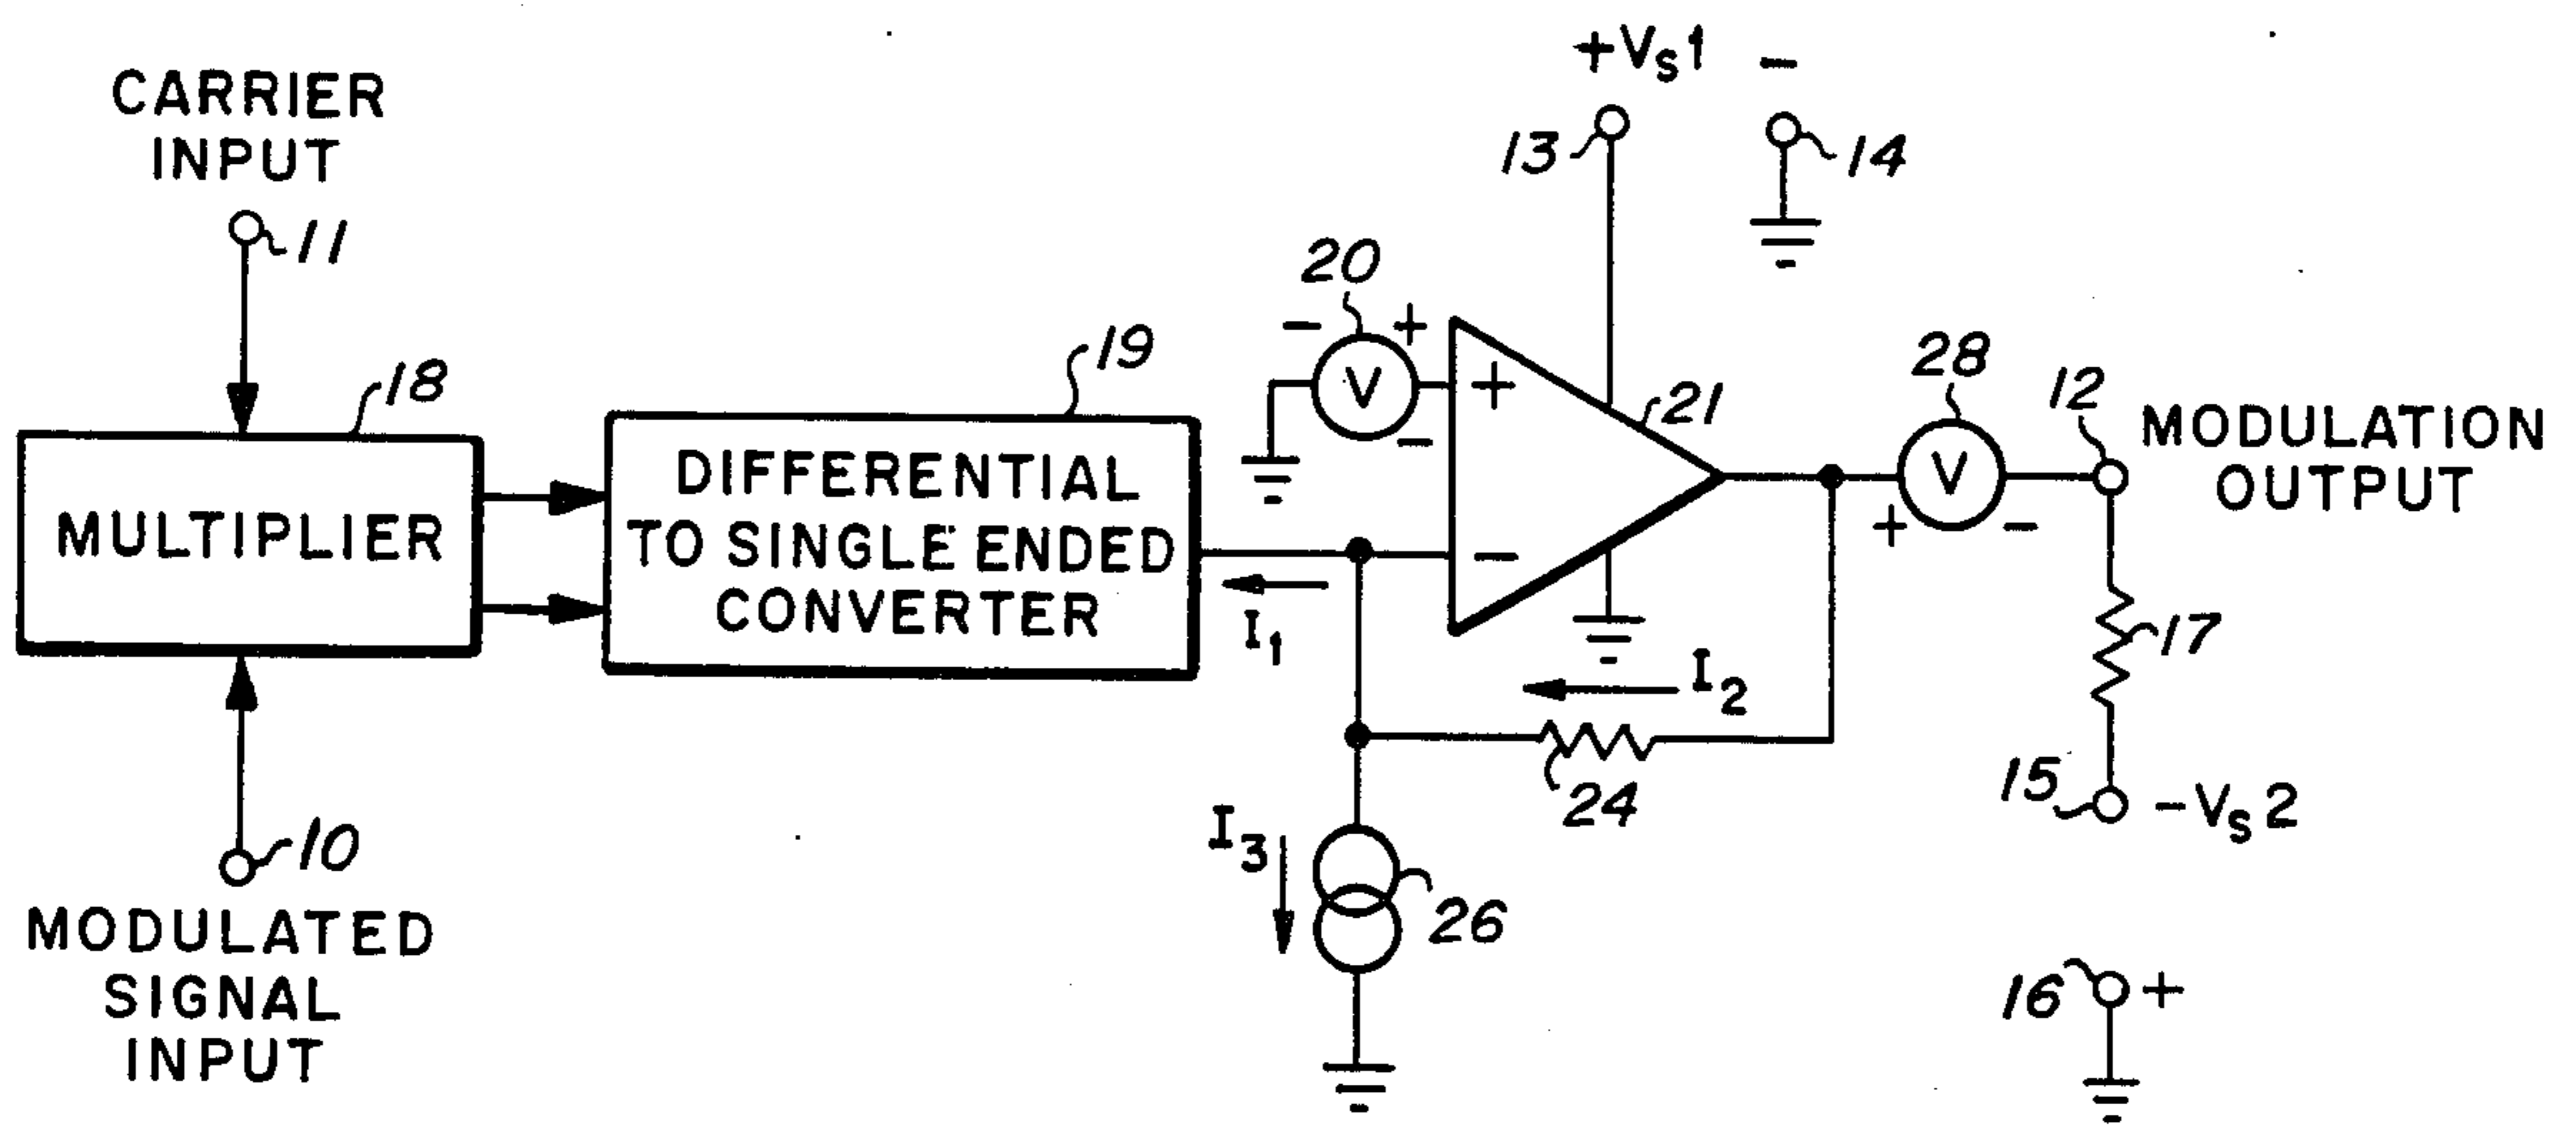 CARRIER
INPUT
11
MULTIPLIER
18
10
MODULATED
SIGNAL
INPUT
DIFFERENTIAL
TO SINGLE ENDED
CONVERTER
19
I1
20
- +
V
-
+
-
21
+VS1
13
-
14
I2
24
I3
26
28
V
+ -
12
MODULATION
OUTPUT
17
15
-VS2
16
+